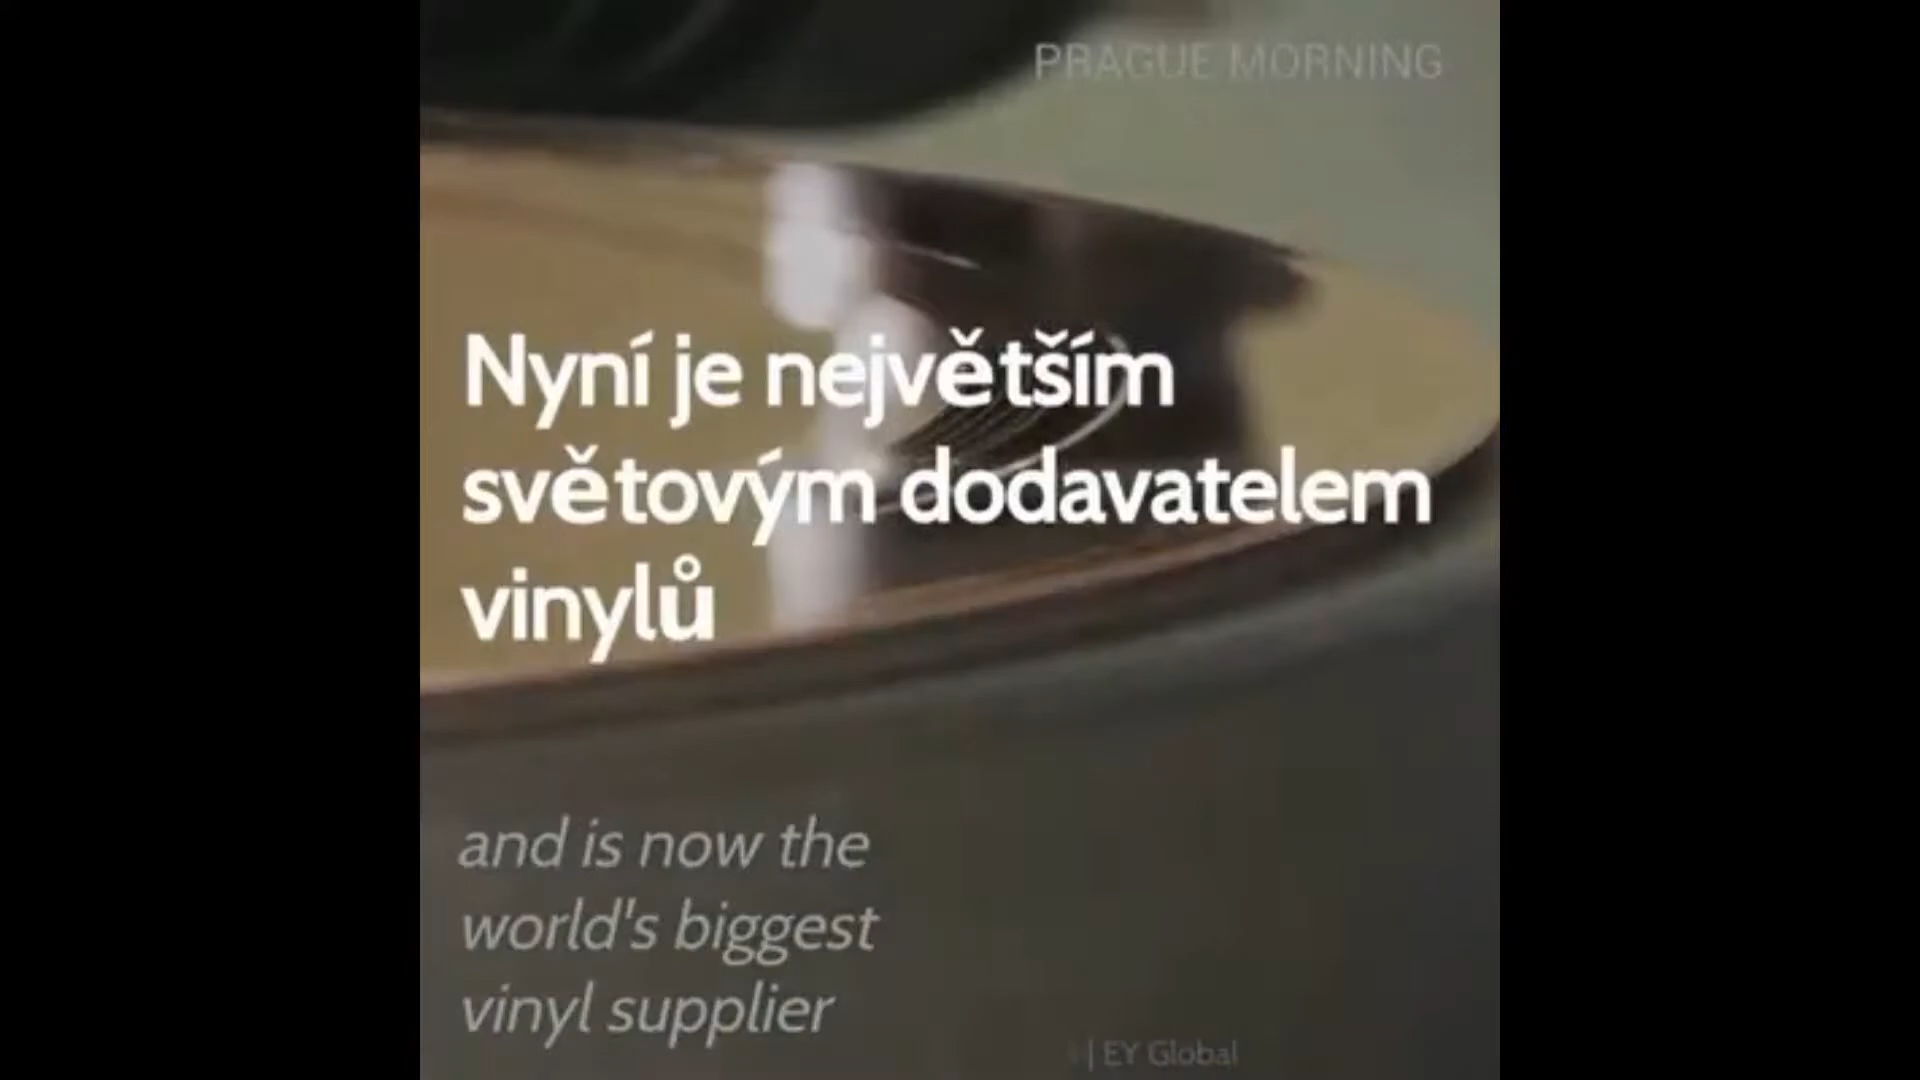 PRAGUE MORNING
Nyní je největším
světovým dodavatelem
vinylů
and is now the
world's biggest
vinyl supplier
| EY Global